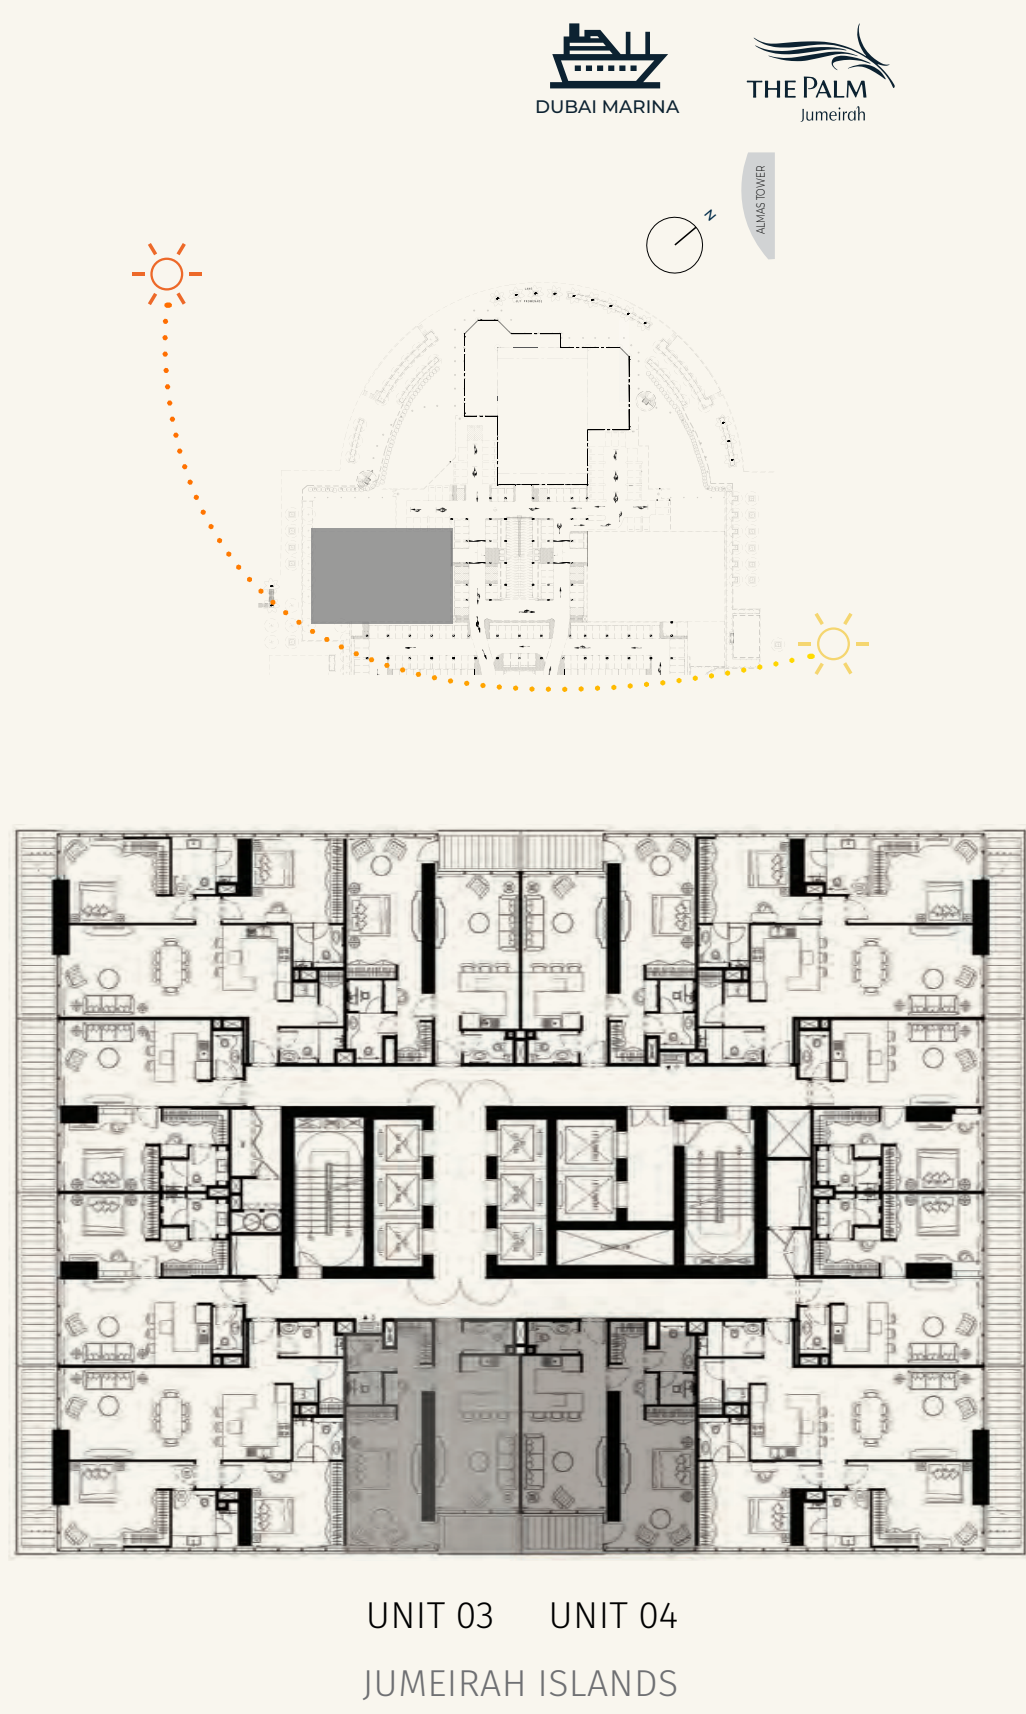 DUBAI MARINA
THE PALM
Jumeirah
ALMAS TOWER
N
UNIT 03
UNIT 04
JUMEIRAH ISLANDS